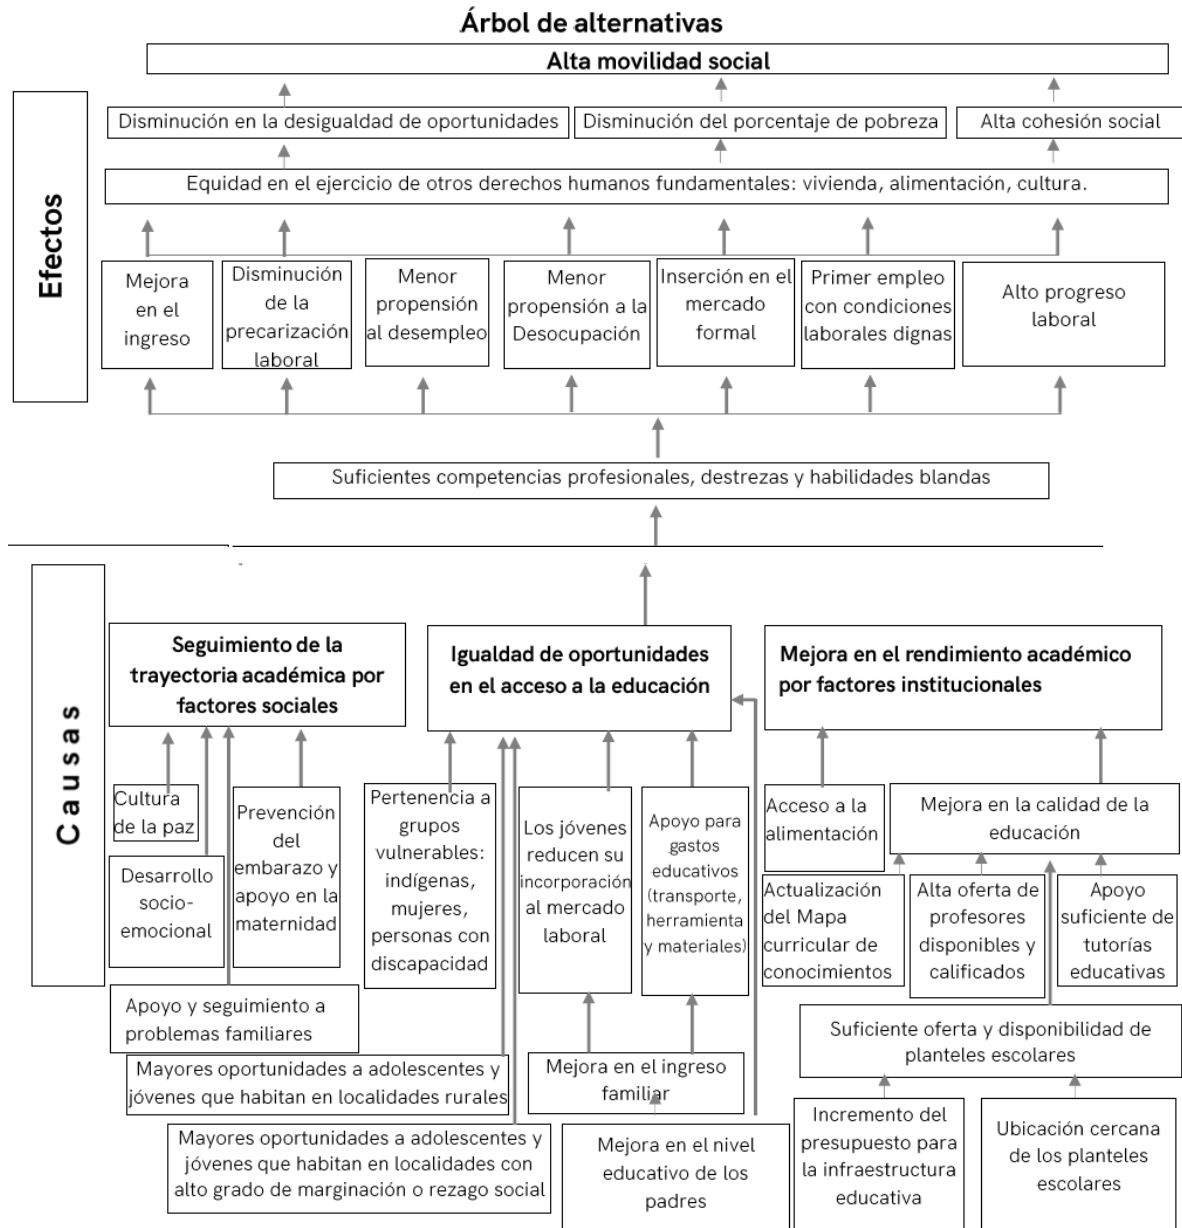 Árbol de alternativas
Alta movilidad social
Efectos
Disminución en la desigualdad de oportunidades
Disminución del porcentaje de pobreza
Alta cohesión social
Equidad en el ejercicio de otros derechos humanos fundamentales: vivienda, alimentación, cultura.
Mejora
en el
ingreso
Disminución
de la
precarización
laboral
Menor
propensión
al desempleo
Menor
propensión a la
Desocupación
Inserción en el
mercado
formal
Primer empleo
con condiciones
laborales dignas
Alto progreso
laboral
Suficientes competencias profesionales, destrezas y habilidades blandas
Causas
Seguimiento de la
trayectoria académica por
factores sociales
Igualdad de oportunidades
en el acceso a la educación
Mejora en el rendimiento académico
por factores institucionales
Cultura
de la paz
Desarrollo
socio-
emocional
Prevención
del
embarazo y
apoyo en la
maternidad
Apoyo y seguimiento a
problemas familiares
Pertenencia a
grupos
vulnerables:
indígenas,
mujeres,
personas con
discapacidad
Los jóvenes
reducen su
incorporación
al mercado
laboral
Apoyo para
gastos
educativos
(transporte,
herramienta
y materiales)
Acceso a la
alimentación
Mejora en la calidad de la
educación
Actualización
del Mapa
curricular de
conocimientos
Alta oferta de
profesores
disponibles y
calificados
Apoyo
suficiente de
tutorías
educativas
Suficiente oferta y disponibilidad de
planteles escolares
Mayores oportunidades a adolescentes y
jóvenes que habitan en localidades rurales
Mejora en el ingreso
familiar
Mayores oportunidades a adolescentes y
jóvenes que habitan en localidades con
alto grado de marginación o rezago social
Mejora en el nivel
educativo de los
padres
Incremento del
presupuesto para
la infraestructura
educativa
Ubicación cercana
de los planteles
escolares